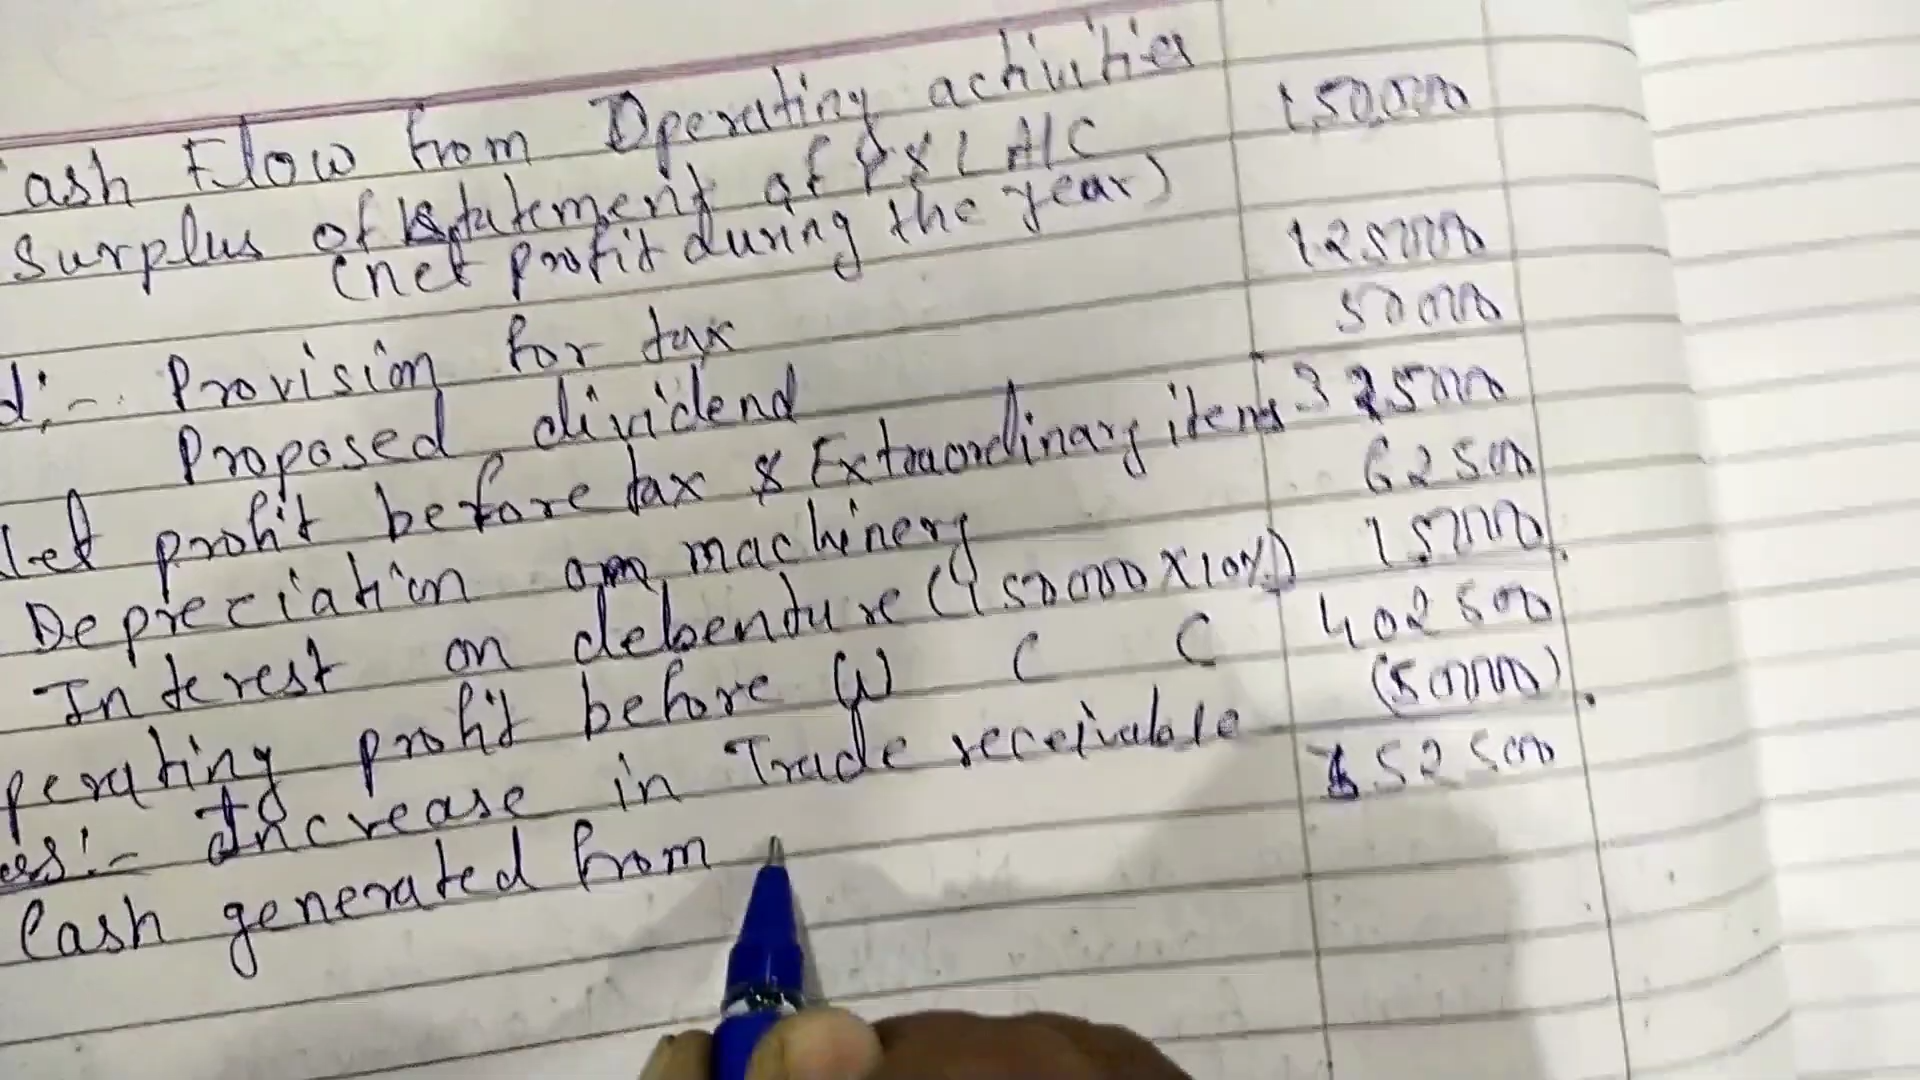 ash Flow from Operating activities
Surplus of statement of P & L A/C 150000
(net profit during the year)
d:- Provision for tax 125000
Proposed dividend 50000
Net profit before tax & Extraordinary items 325000
Depreciation on machinery 62500
Interest on debenture (150000 X 10%) 15000
perating profit before W C C 402500
ess:- Increase in Trade receivable (50000)
Cash generated from 352500